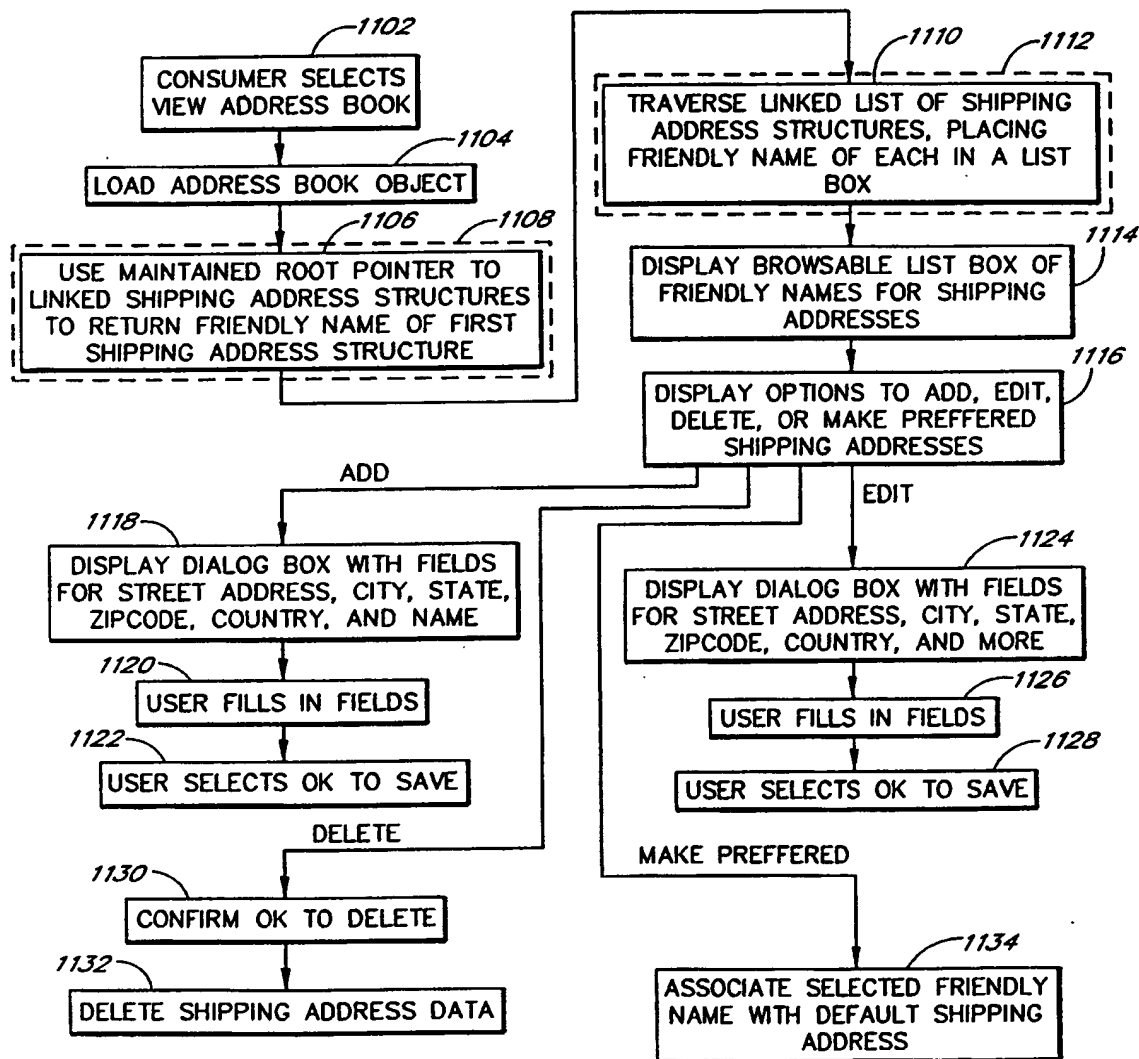 1102
CONSUMER SELECTS
VIEW ADDRESS BOOK
1104
LOAD ADDRESS BOOK OBJECT
1106
1108
USE MAINTAINED ROOT POINTER TO
LINKED SHIPPING ADDRESS STRUCTURES
TO RETURN FRIENDLY NAME OF FIRST
SHIPPING ADDRESS STRUCTURE
1110
1112
TRAVERSE LINKED LIST OF SHIPPING
ADDRESS STRUCTURES, PLACING
FRIENDLY NAME OF EACH IN A LIST
BOX
1114
DISPLAY BROWSABLE LIST BOX OF
FRIENDLY NAMES FOR SHIPPING
ADDRESSES
1116
DISPLAY OPTIONS TO ADD, EDIT,
DELETE, OR MAKE PREFFERED
SHIPPING ADDRESSES
ADD
1118
DISPLAY DIALOG BOX WITH FIELDS
FOR STREET ADDRESS, CITY, STATE,
ZIPCODE, COUNTRY, AND NAME
1120
USER FILLS IN FIELDS
1122
USER SELECTS OK TO SAVE
EDIT
1124
DISPLAY DIALOG BOX WITH FIELDS
FOR STREET ADDRESS, CITY, STATE,
ZIPCODE, COUNTRY, AND MORE
1126
USER FILLS IN FIELDS
1128
USER SELECTS OK TO SAVE
DELETE
1130
CONFIRM OK TO DELETE
1132
DELETE SHIPPING ADDRESS DATA
MAKE PREFFERED
1134
ASSOCIATE SELECTED FRIENDLY
NAME WITH DEFAULT SHIPPING
ADDRESS